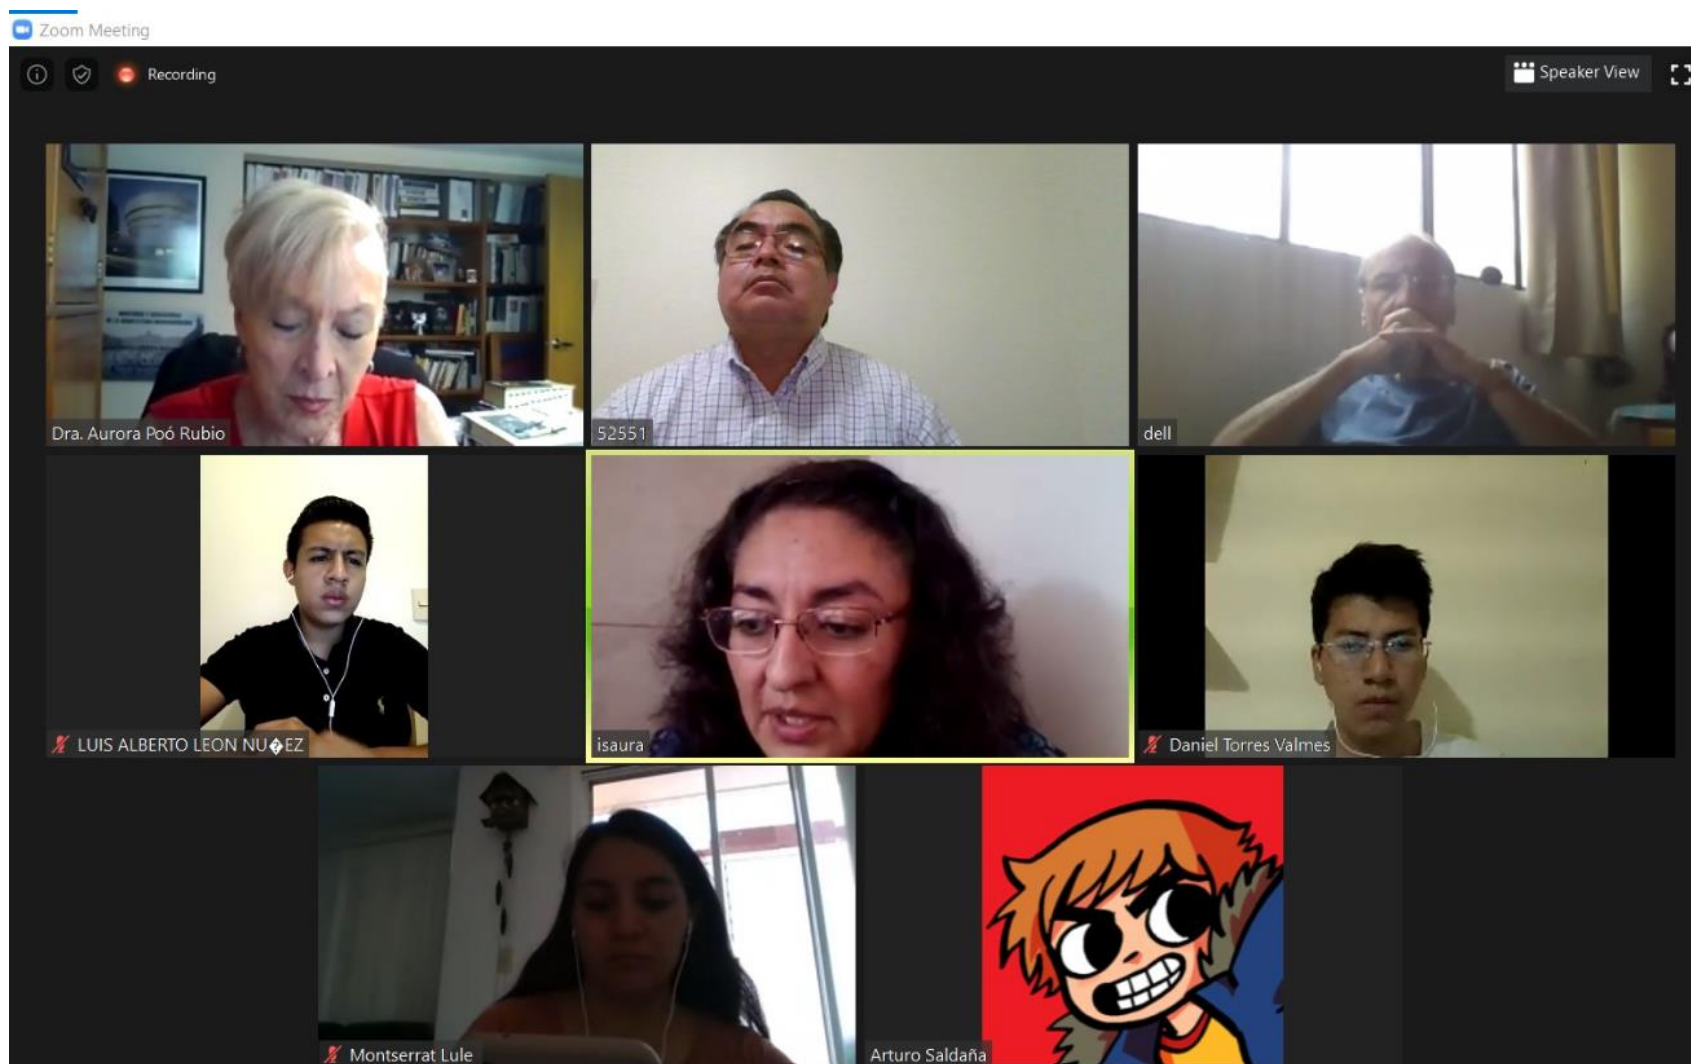 Zoom Meeting
Recording
Speaker View
Dra. Aurora Poó Rubio
52551
dell
LUIS ALBERTO LEON NU�EZ
isaura
Daniel Torres Valmes
Montserrat Lule
Arturo Saldaña